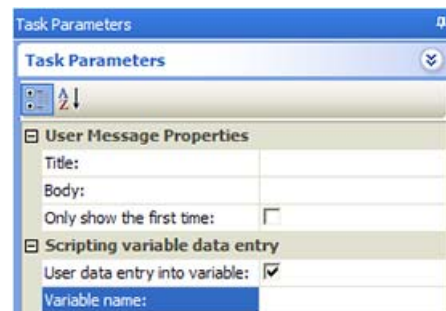 Task Parameters
Task Parameters
A
Z
User Message Properties
Title:
Body:
Only show the first time:
Scripting variable data entry
User data entry into variable:
Variable name: